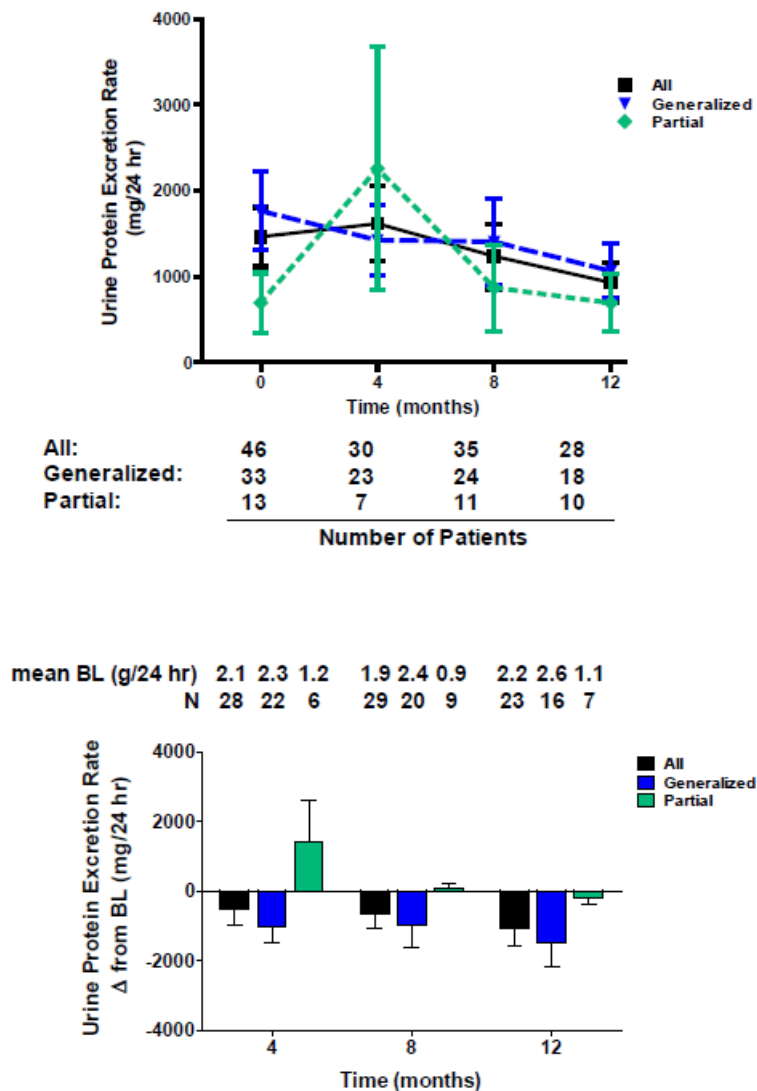 4000
3000
2000
1000
0
Urine Protein Excretion Rate
(mg/24 hr)
All
Generalized
Partial
0 4 8 12
Time (months)
All: 46 30 35 28
Generalized: 33 23 24 18
Partial: 13 7 11 10
Number of Patients
mean BL (g/24 hr) 2.1 2.3 1.2 1.9 2.4 0.9 2.2 2.6 1.1
N 28 22 6 29 20 9 23 16 7
4000
2000
0
-2000
-4000
Urine Protein Excretion Rate
Δ from BL (mg/24 hr)
All
Generalized
Partial
4 8 12
Time (months)